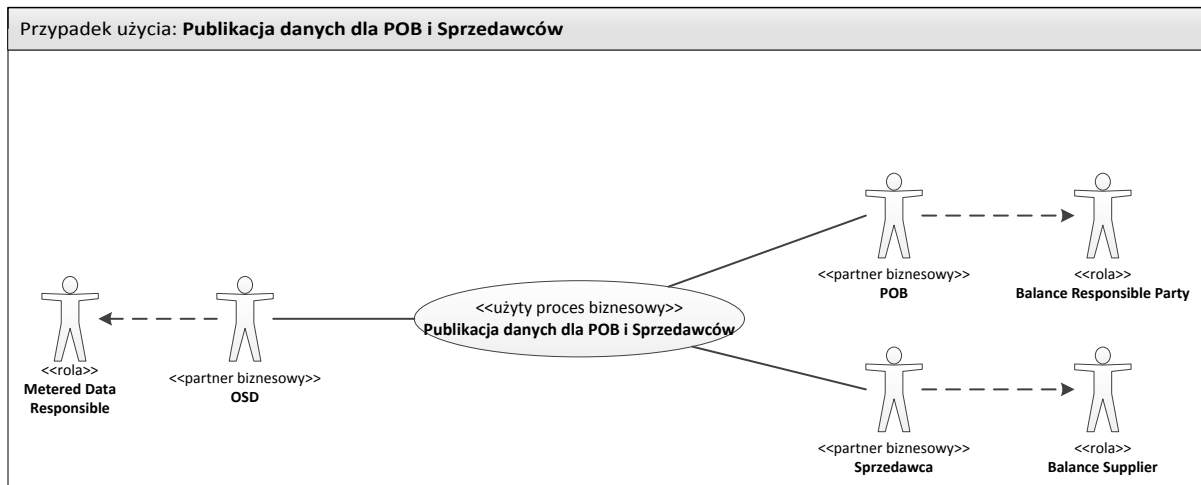 Przypadek użycia: Publikacja danych dla POB i Sprzedawców
<<partner biznesowy>>
POB
<<rola>>
Balance Responsible Party
<<użyty proces biznesowy>>
Publikacja danych dla POB i Sprzedawców
<<rola>>
Metered Data
Responsible
<<partner biznesowy>>
OSD
<<partner biznesowy>>
Sprzedawca
<<rola>>
Balance Supplier